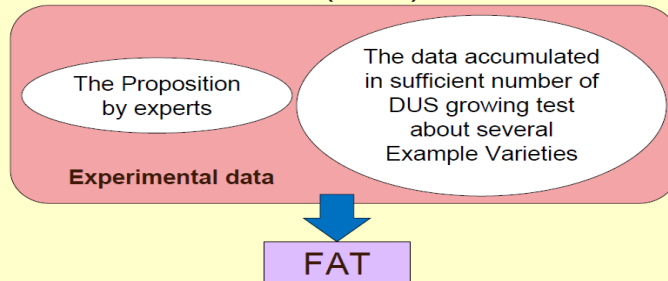 The Proposition
by experts
The data accumulated
in sufficient number of
DUS growing test
about several
Example Varieties
Experimental data
FAT